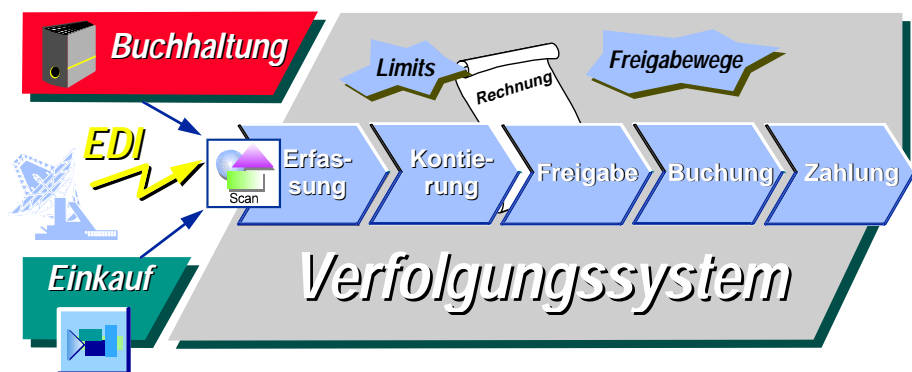 Buchhaltung
Limits
Rechnung
Freigabewege
EDI
Scan
Erfas-
sung
Kontie-
rung
Freigabe
Buchung
Zahlung
Einkauf
Verfolgungssystem